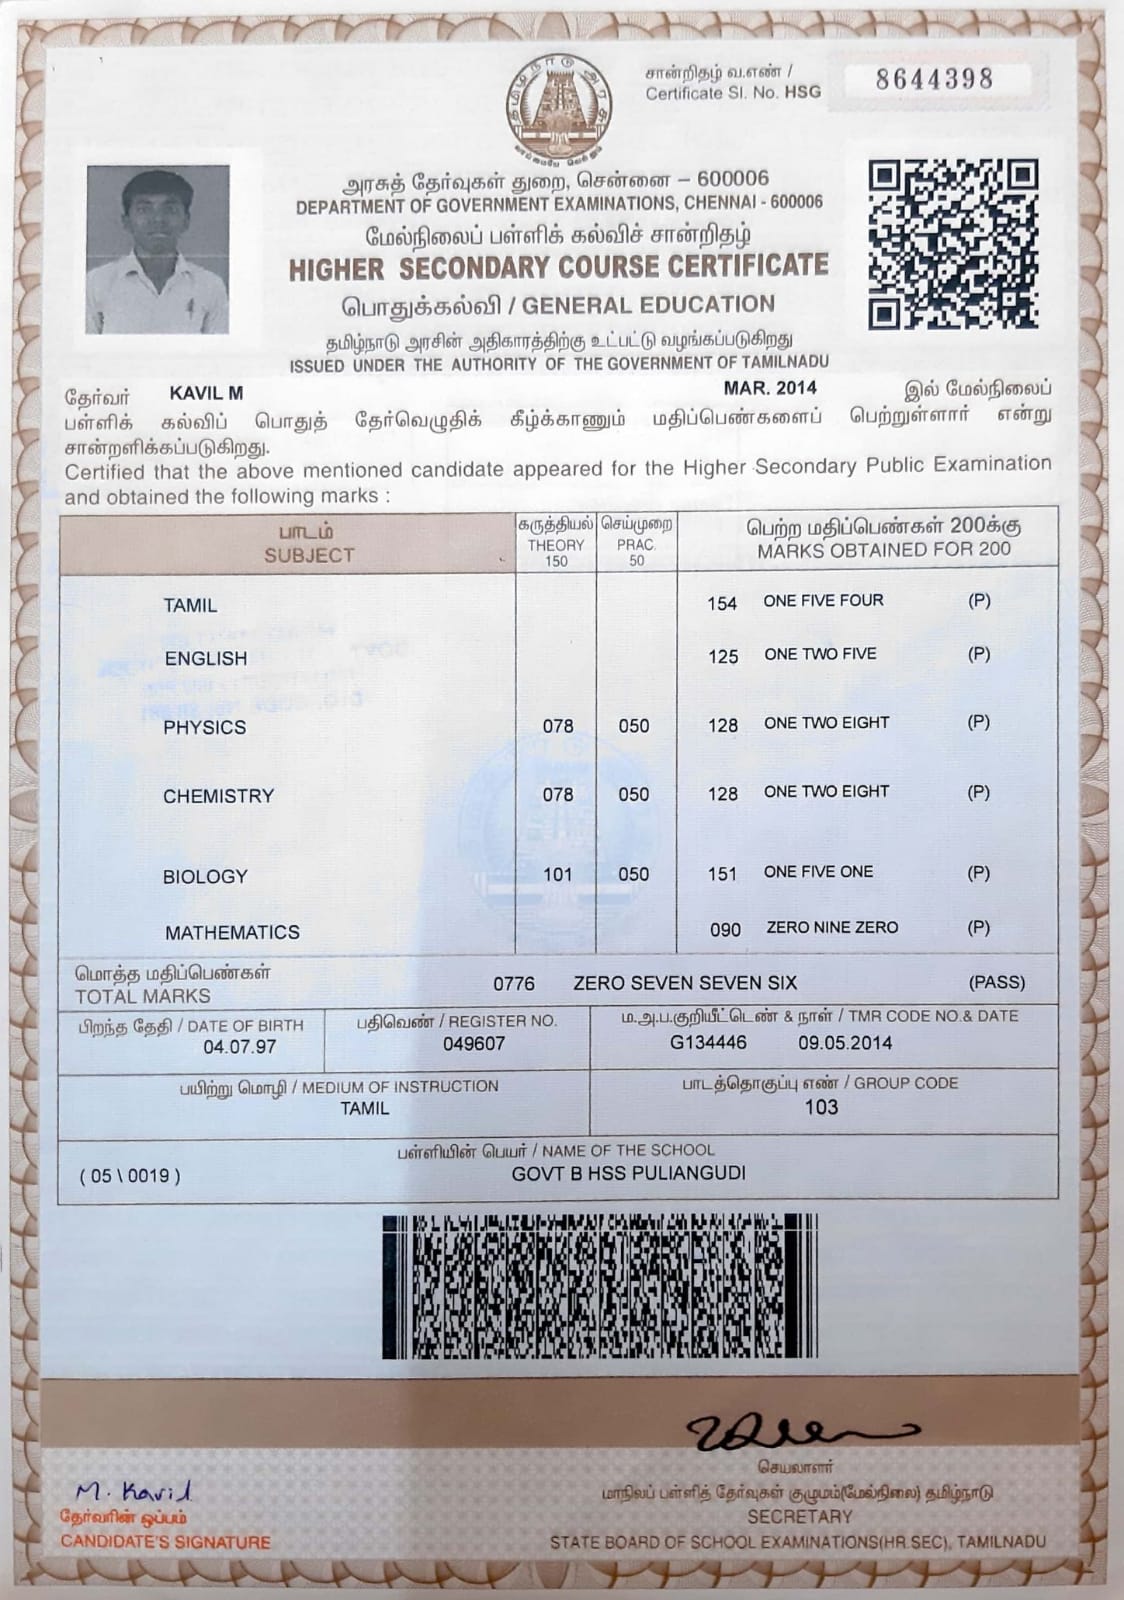 சான்றிதழ் வ.எண் /
Certificate Sl. No. HSG 8644398
தமிழ்நாடு அரசு
வாய்மையே வெல்லும்
அரசுத் தேர்வுகள் துறை, சென்னை – 600006
DEPARTMENT OF GOVERNMENT EXAMINATIONS, CHENNAI - 600006
மேல்நிலைப் பள்ளிக் கல்விச் சான்றிதழ்
HIGHER SECONDARY COURSE CERTIFICATE
பொதுக்கல்வி / GENERAL EDUCATION
தமிழ்நாடு அரசின் அதிகாரத்திற்கு உட்பட்டு வழங்கப்படுகிறது
ISSUED UNDER THE AUTHORITY OF THE GOVERNMENT OF TAMILNADU
தேர்வர் KAVIL M MAR. 2014 இல் மேல்நிலைப்
பள்ளிக் கல்விப் பொதுத் தேர்வெழுதிக் கீழ்க்காணும் மதிப்பெண்களைப் பெற்றுள்ளார் என்று
சான்றளிக்கப்படுகிறது.
Certified that the above mentioned candidate appeared for the Higher Secondary Public Examination
and obtained the following marks :
பாடம் கருத்தியல் செய்முறை பெற்ற மதிப்பெண்கள் 200க்கு
SUBJECT THEORY PRAC. MARKS OBTAINED FOR 200
150 50
TAMIL 154 ONE FIVE FOUR (P)
ENGLISH 125 ONE TWO FIVE (P)
PHYSICS 078 050 128 ONE TWO EIGHT (P)
CHEMISTRY 078 050 128 ONE TWO EIGHT (P)
BIOLOGY 101 050 151 ONE FIVE ONE (P)
MATHEMATICS 090 ZERO NINE ZERO (P)
மொத்த மதிப்பெண்கள்
TOTAL MARKS 0776 ZERO SEVEN SEVEN SIX (PASS)
பிறந்த தேதி / DATE OF BIRTH பதிவெண் / REGISTER NO. ம.அ.ப.குறியீட்டெண் & நாள் / TMR CODE NO.& DATE
04.07.97 049607 G134446 09.05.2014
பயிற்று மொழி / MEDIUM OF INSTRUCTION பாடத்தொகுப்பு எண் / GROUP CODE
TAMIL 103
பள்ளியின் பெயர் / NAME OF THE SCHOOL
( 05 \ 0019 ) GOVT B HSS PULIANGUDI
M. Kavil
தேர்வரின் ஒப்பம்
CANDIDATE'S SIGNATURE
செயலாளர்
மாநிலப் பள்ளித் தேர்வுகள் குழுமம்(மேல்நிலை) தமிழ்நாடு
SECRETARY
STATE BOARD OF SCHOOL EXAMINATIONS(HR.SEC), TAMILNADU